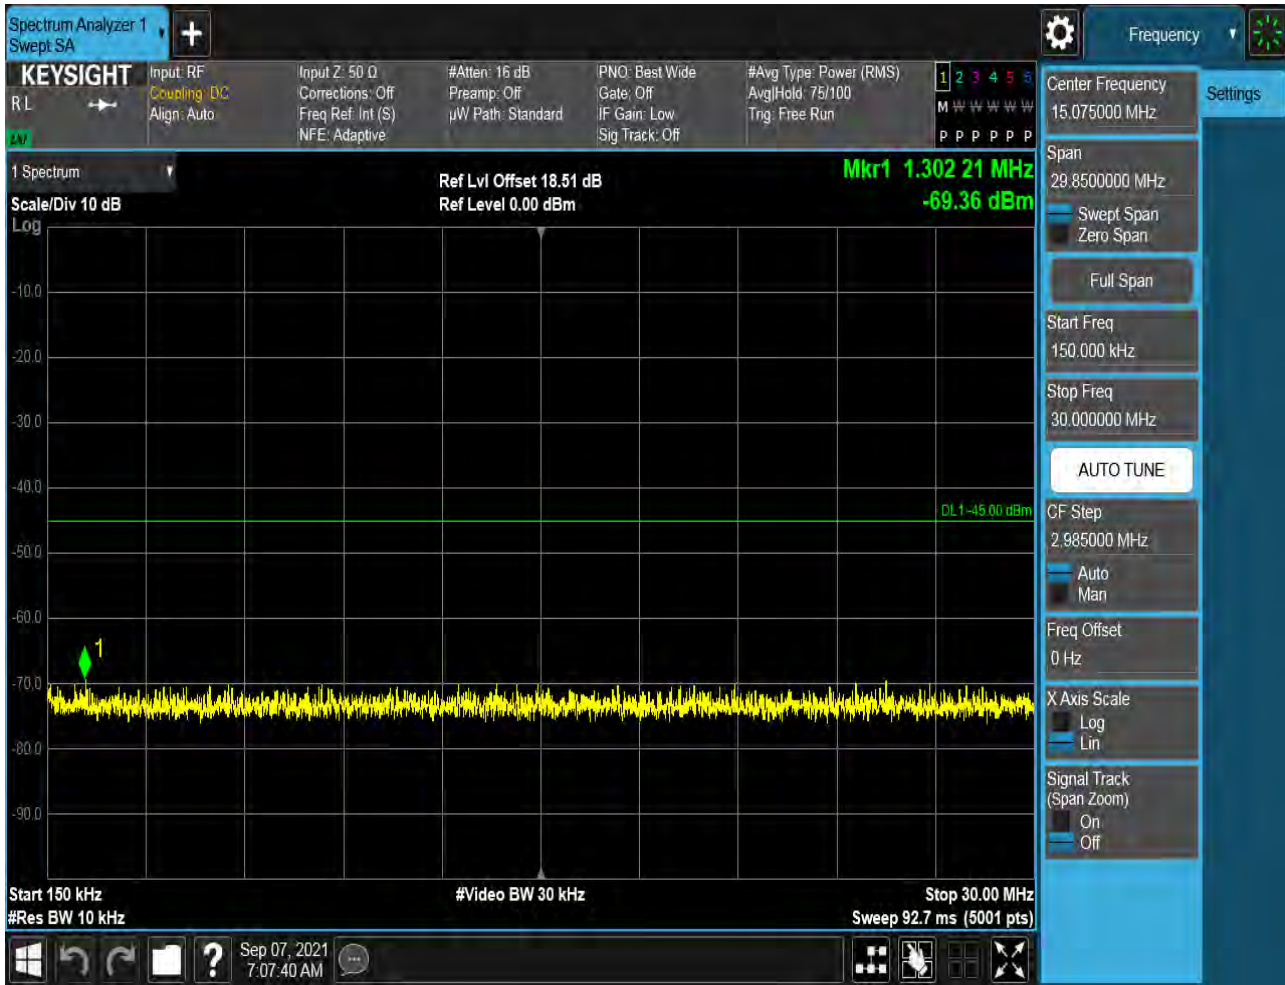 Spectrum Analyzer 1
Swept SA
Frequency
KEYSIGHT
R L
LNI
Input: RF
Coupling: DC
Align: Auto
Input Z: 50 Ω
Corrections: Off
Freq Ref: Int (S)
NFE: Adaptive
#Atten: 16 dB
Preamp: Off
µW Path: Standard
PNO: Best Wide
Gate: Off
IF Gain: Low
Sig Track: Off
#Avg Type: Power (RMS)
Avg|Hold: 75/100
Trig: Free Run
1 2 3 4 5 6
M W W W W W
P P P P P P
1 Spectrum
Scale/Div 10 dB
Log
Ref Lvl Offset 18.51 dB
Ref Level 0.00 dBm
Mkr1 1.302 21 MHz
-69.36 dBm
-10.0
-20.0
-30.0
-40.0
DL1 -45.00 dBm
-50.0
-60.0
1
-70.0
-80.0
-90.0
Start 150 kHz
#Res BW 10 kHz
#Video BW 30 kHz
Stop 30.00 MHz
Sweep 92.7 ms (5001 pts)
Sep 07, 2021
7:07:40 AM
Center Frequency
15.075000 MHz
Settings
Span
29.8500000 MHz
Swept Span
Zero Span
Full Span
Start Freq
150.000 kHz
Stop Freq
30.000000 MHz
AUTO TUNE
CF Step
2.985000 MHz
Auto
Man
Freq Offset
0 Hz
X Axis Scale
Log
Lin
Signal Track
(Span Zoom)
On
Off